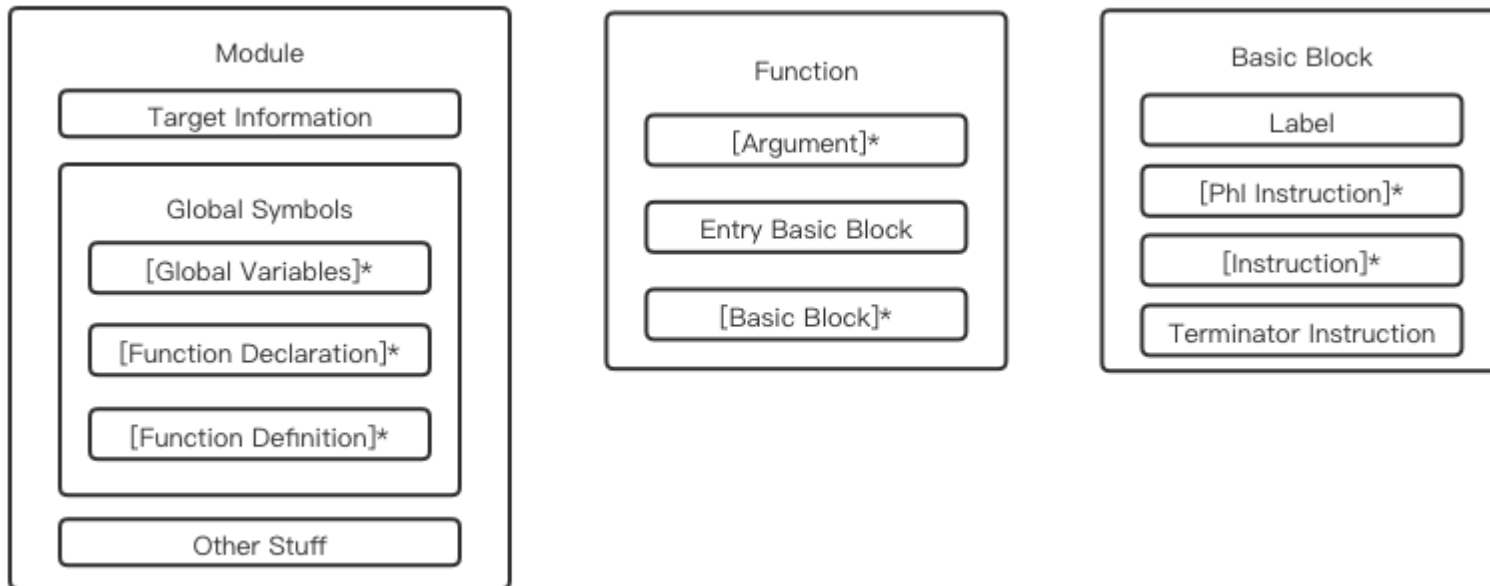 Module
Target Information
Global Symbols
[Global Variables]*
[Function Declaration]*
[Function Definition]*
Other Stuff
Function
[Argument]*
Entry Basic Block
[Basic Block]*
Basic Block
Label
[PhI Instruction]*
[Instruction]*
Terminator Instruction